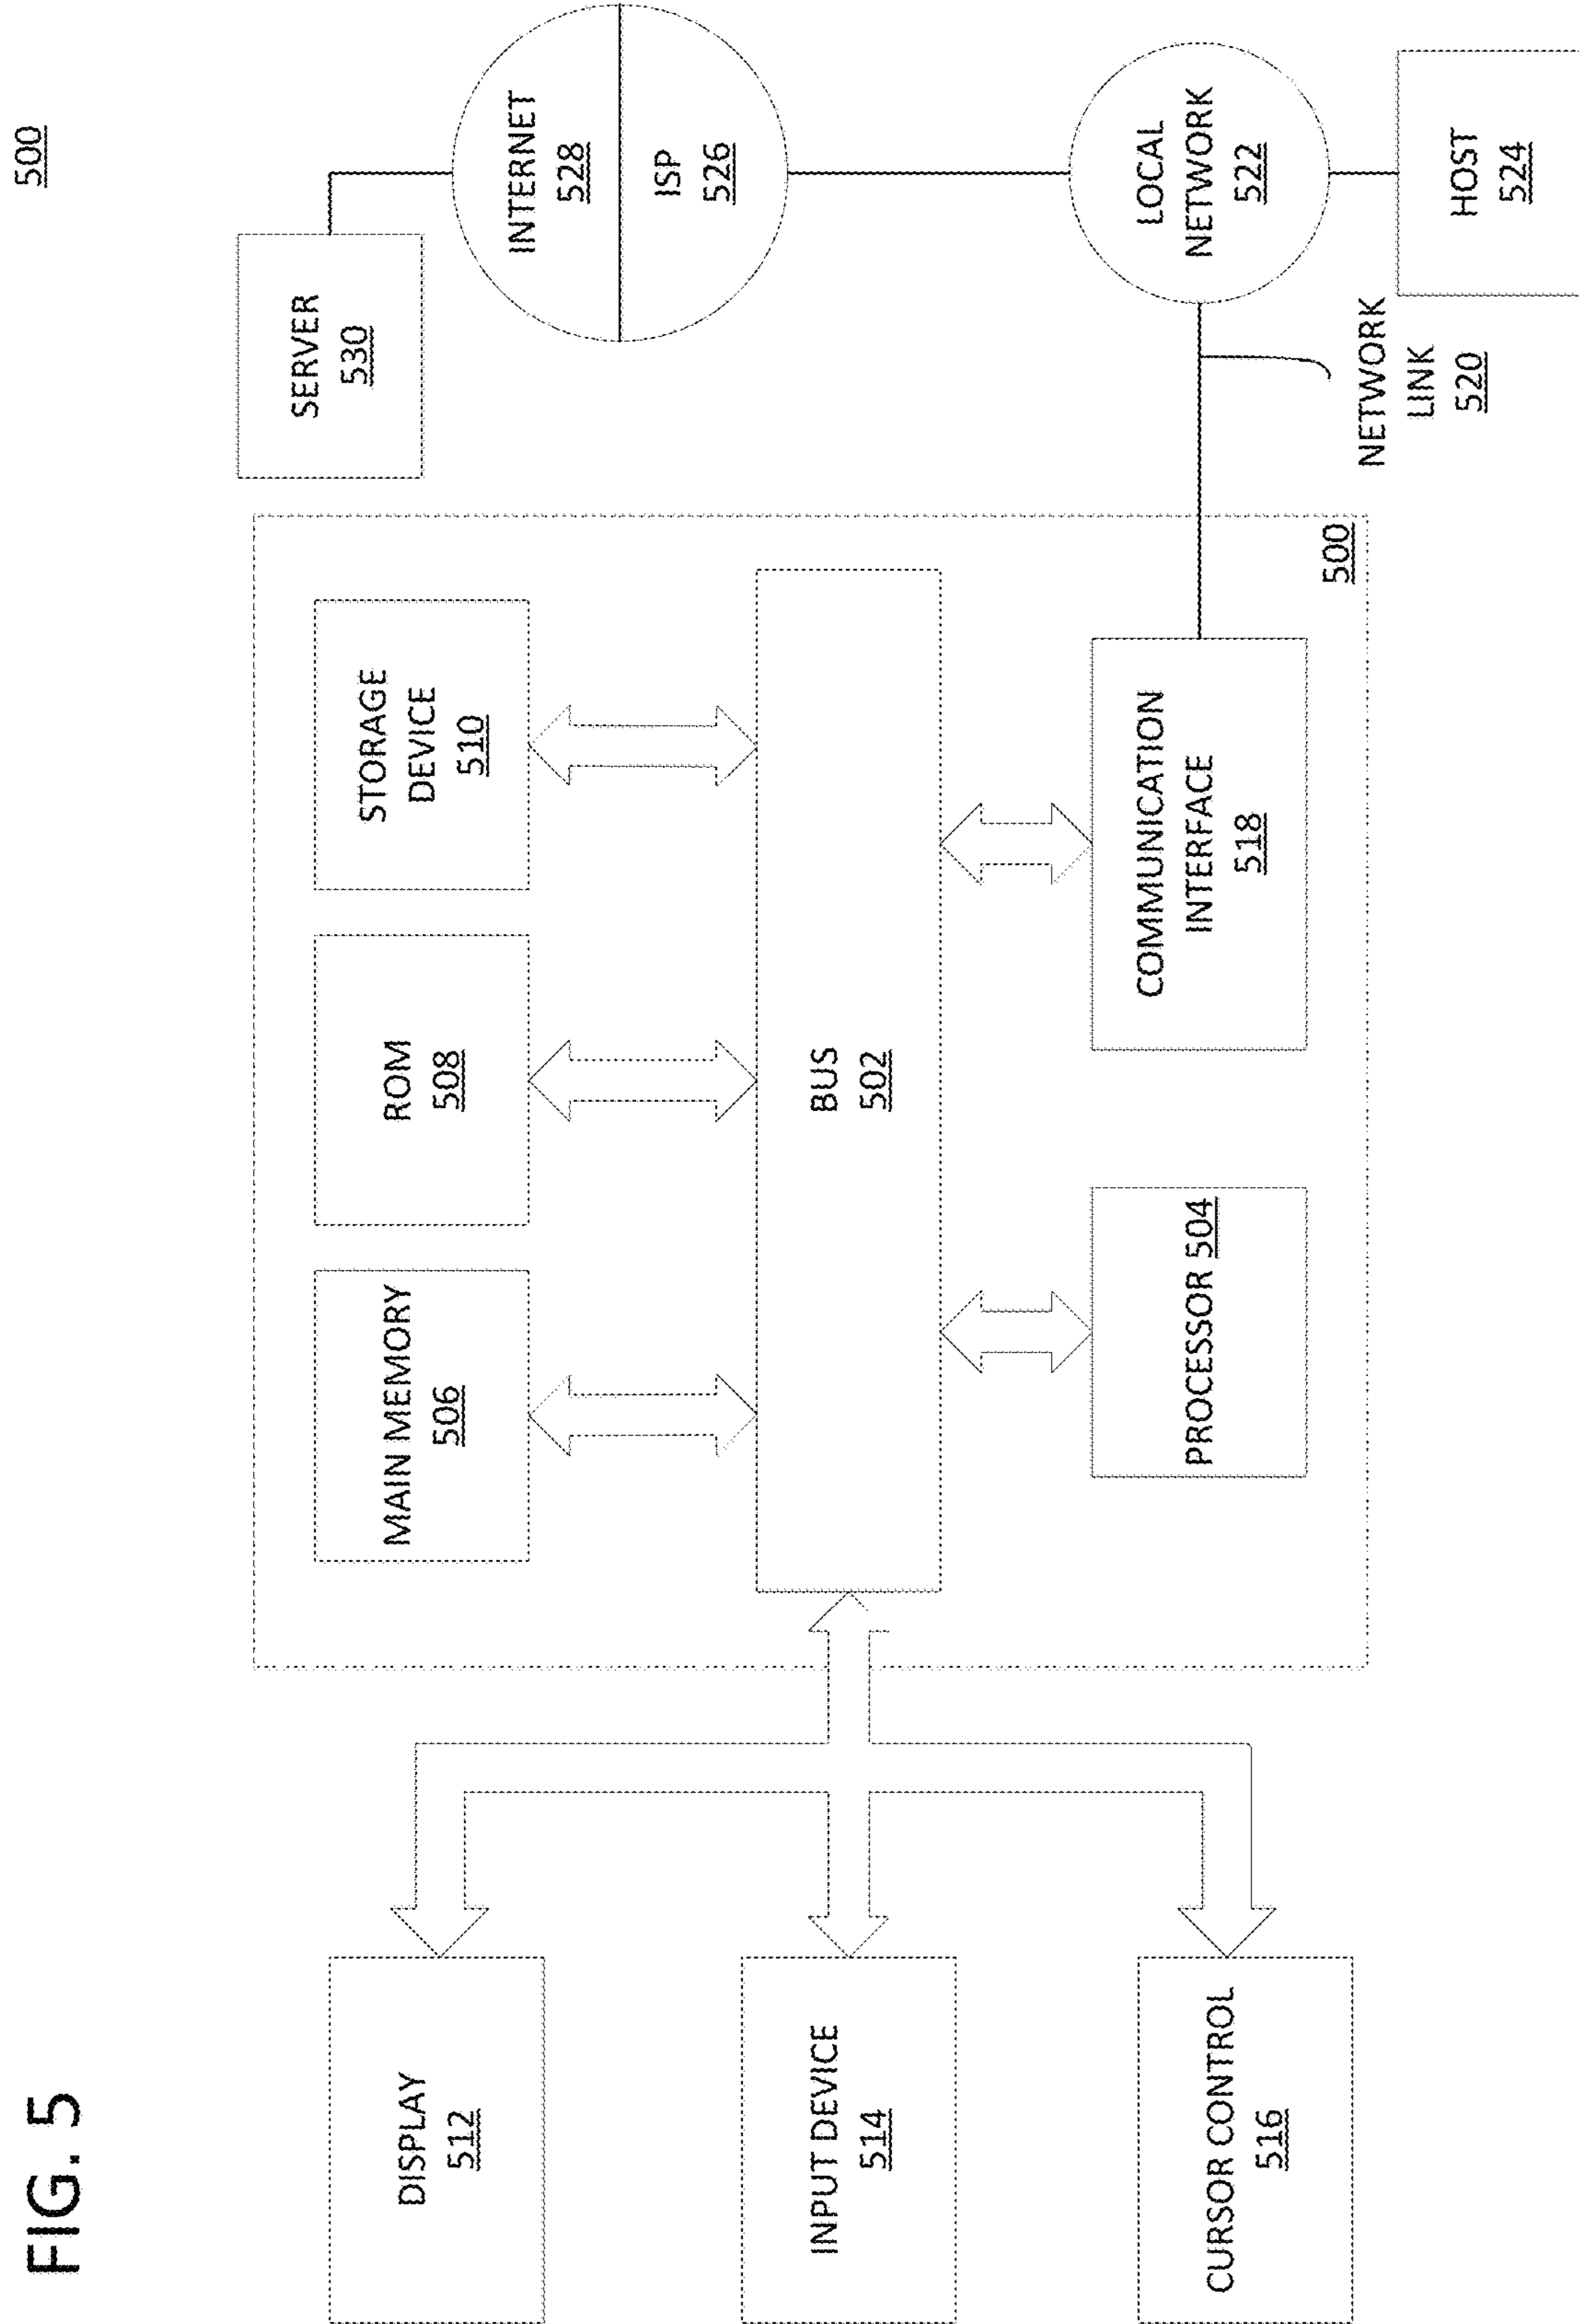 FIG. 5
500
DISPLAY
512
INPUT DEVICE
514
CURSOR CONTROL
516
MAIN MEMORY
506
ROM
508
STORAGE
DEVICE
510
BUS
502
PROCESSOR 504
COMMUNICATION
INTERFACE
518
500
SERVER
530
INTERNET
528
ISP
526
LOCAL
NETWORK
522
NETWORK
LINK
520
HOST
524